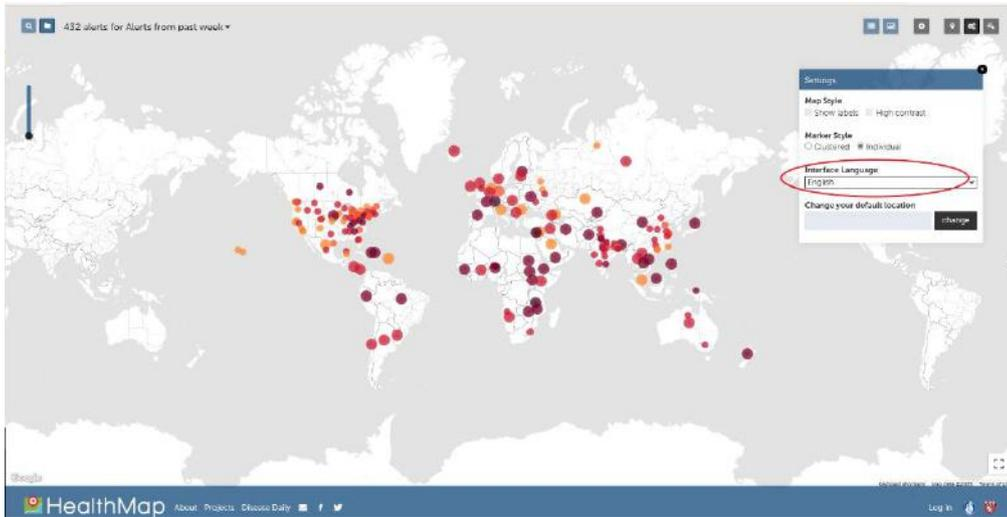 432 alerts for Alerts from past week
Settings
Map Style
Show labels High contrast
Marker Style
Clustered Individual
Interface Language
English
Change your default location
change
Google
HealthMap About Projects Disease Daily
Log in